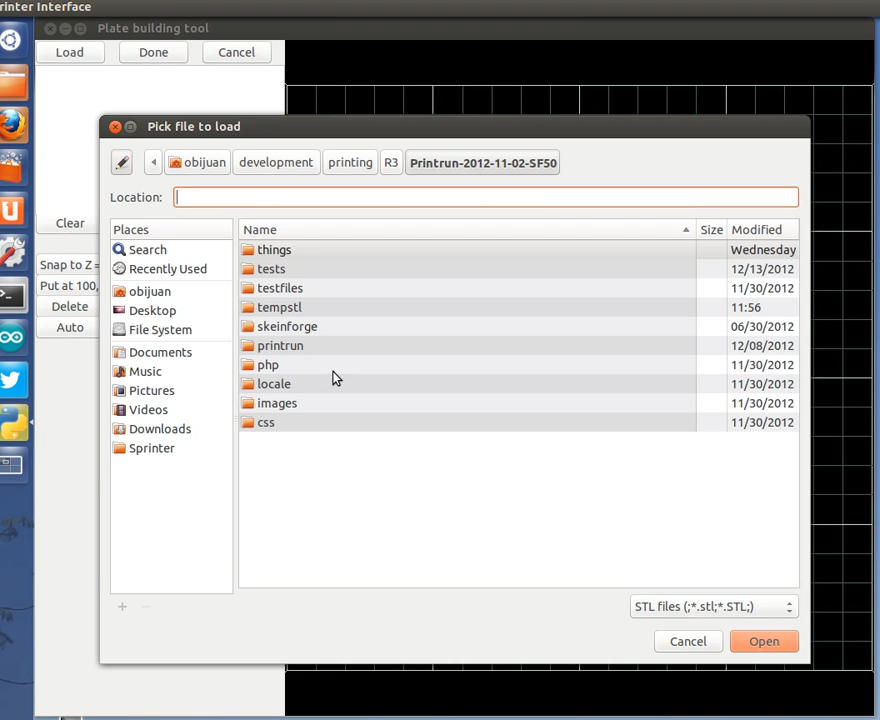 rinter Interface
Plate building tool
Load Done Cancel
Pick file to load
obijuan development printing R3 Printrun-2012-11-02-SF50
Location:
Clear
Snap to Z =
Put at 100,
Delete
Auto
Places
Search
Recently Used
obijuan
Desktop
File System
Documents
Music
Pictures
Videos
Downloads
Sprinter
Name Size Modified
things Wednesday
tests 12/13/2012
testfiles 11/30/2012
tempstl 11:56
skeinforge 06/30/2012
printrun 12/08/2012
php 11/30/2012
locale 11/30/2012
images 11/30/2012
css 11/30/2012
STL files (;*.stl;*.STL;)
Cancel Open